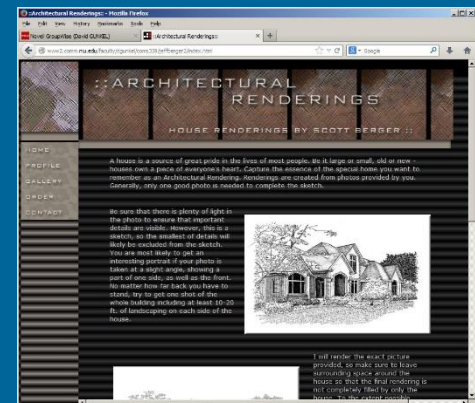 ::Architectural Renderings:: - Mozilla Firefox
File Edit View History Bookmarks Tools Help
Novel GroupVitae (David GUNKEL)
::Architectural Renderings::
Google
::ARCHITECTURAL
RENDERINGS
HOUSE RENDERINGS BY SCOTT BERGER ::
HOME
PROFILE
GALLERY
ORDER
CONTACT
A house is a source of great pride in the lives of most people. Be it large or small, old or new -
houses own a piece of everyone's heart. Capture the essence of the special home you want to
remember as an Architectural Rendering. Renderings are created from photos provided by you.
Generally, only one good photo is needed to complete the sketch.
Be sure that there is plenty of light in
the photo to ensure that important
details are visible. However, this is a
sketch, so the smallest of details will
likely be excluded from the sketch.
You are most likely to get an
interesting portrait if your photo is
taken at a slight angle, showing a
part of one side, as well as the front.
No matter how far back you have to
stand, try to get one shot of the
whole building including at least 10-20
ft. of landscaping on each side of the
house.
I will render the exact picture
provided, so make sure to leave
surrounding space around the
house so that the final rendering is
not completely filled by only the
house. To the extent possible